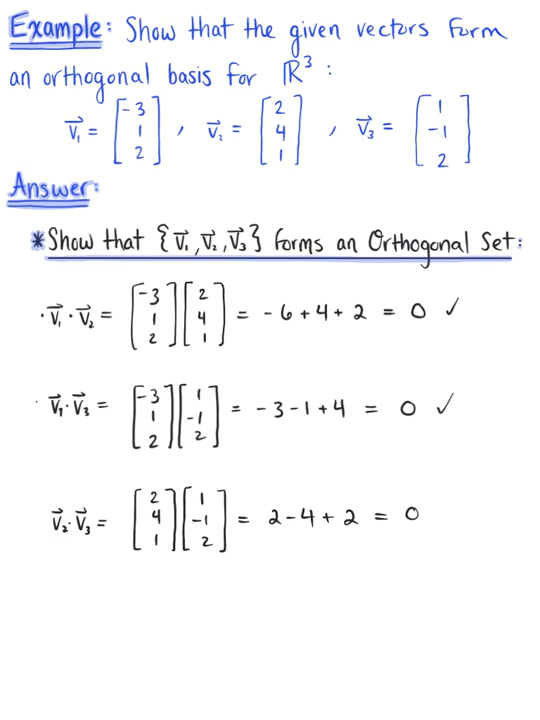 Example: Show that the given vectors form
an orthogonal basis for ℝ³ :
v⃗₁ = [-3 1 2] , v⃗₂ = [2 4 1] , v⃗₃ = [1 -1 2]
Answer:
*Show that {v⃗₁, v⃗₂, v⃗₃} forms an Orthogonal Set:
· v⃗₁ · v⃗₂ = [-3 1 2][2 4 1] = -6+4+2 = 0 ✓
· v⃗₁ · v⃗₃ = [-3 1 2][1 -1 2] = -3-1+4 = 0 ✓
v⃗₂ · v⃗₃ = [2 4 1][1 -1 2] = 2-4+2 = 0